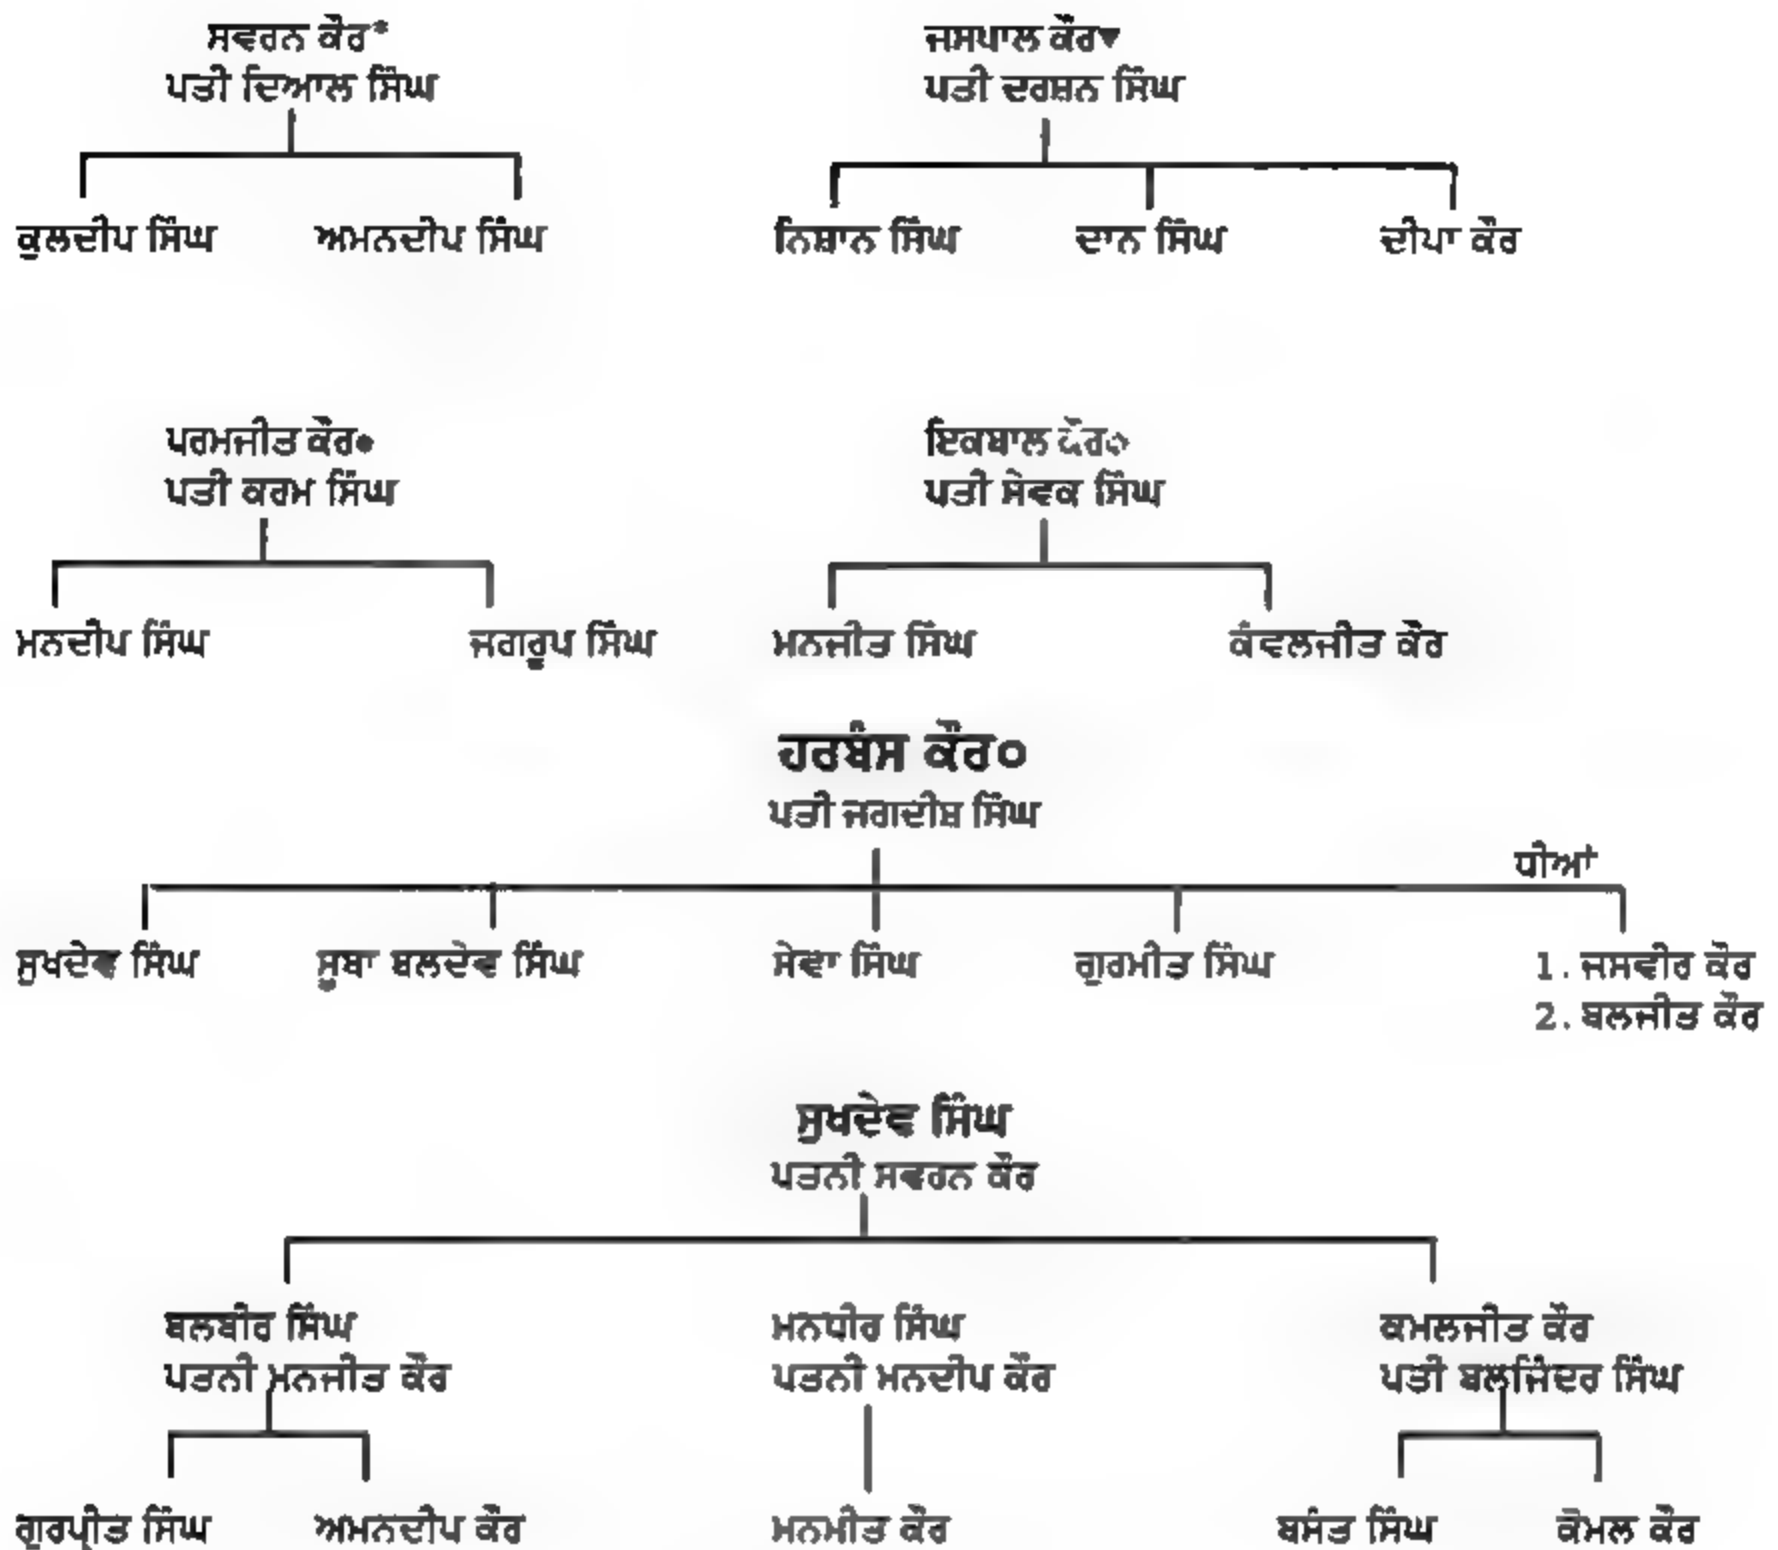 ਸਵਰਨ ਕੌਰ* ਜਸਪਾਲ ਕੌਰ▼
ਪਤੀ ਦਿਆਲ ਸਿੰਘ ਪਤੀ ਦਰਸ਼ਨ ਸਿੰਘ
ਕੁਲਦੀਪ ਸਿੰਘ ਅਮਨਦੀਪ ਸਿੰਘ ਨਿਸ਼ਾਨ ਸਿੰਘ ਦਾਨ ਸਿੰਘ ਦੀਪਾ ਕੌਰ
ਪਰਮਜੀਤ ਕੌਰ● ਇਕਬਾਲ ਕੌਰ◇
ਪਤੀ ਕਰਮ ਸਿੰਘ ਪਤੀ ਸੇਵਕ ਸਿੰਘ
ਮਨਦੀਪ ਸਿੰਘ ਜਗਰੂਪ ਸਿੰਘ ਮਨਜੀਤ ਸਿੰਘ ਕੰਵਲਜੀਤ ਕੌਰ
ਹਰਬੰਸ ਕੌਰ੦
ਪਤੀ ਜਗਦੀਸ਼ ਸਿੰਘ
ਧੀਆਂ
ਸੁਖਦੇਵ ਸਿੰਘ ਸੂਬਾ ਬਲਦੇਵ ਸਿੰਘ ਸੇਵਾ ਸਿੰਘ ਗੁਰਮੀਤ ਸਿੰਘ 1. ਜਸਵੀਰ ਕੌਰ
2. ਬਲਜੀਤ ਕੌਰ
ਸੁਖਦੇਵ ਸਿੰਘ
ਪਤਨੀ ਸਵਰਨ ਕੌਰ
ਬਲਬੀਰ ਸਿੰਘ ਮਨਧੀਰ ਸਿੰਘ ਕਮਲਜੀਤ ਕੌਰ
ਪਤਨੀ ਮਨਜੀਤ ਕੌਰ ਪਤਨੀ ਮਨਦੀਪ ਕੌਰ ਪਤੀ ਬਲਜਿੰਦਰ ਸਿੰਘ
ਗੁਰਪ੍ਰੀਤ ਸਿੰਘ ਅਮਨਦੀਪ ਕੌਰ ਮਨਮੀਤ ਕੌਰ ਬਸੰਤ ਸਿੰਘ ਕੋਮਲ ਕੌਰ